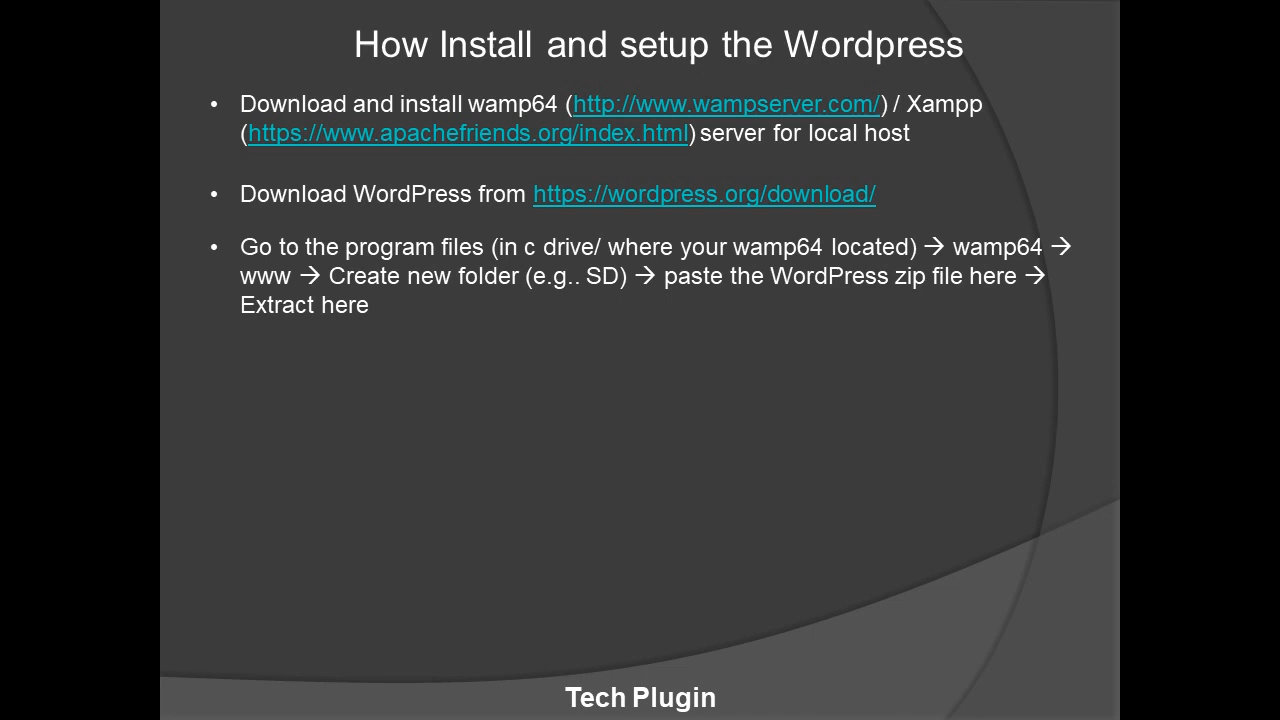 How Install and setup the Wordpress
• Download and install wamp64 (http://www.wampserver.com/) / Xampp
(https://www.apachefriends.org/index.html) server for local host
• Download WordPress from https://wordpress.org/download/
• Go to the program files (in c drive/ where your wamp64 located) → wamp64 →
www → Create new folder (e.g.. SD) → paste the WordPress zip file here →
Extract here
Tech Plugin